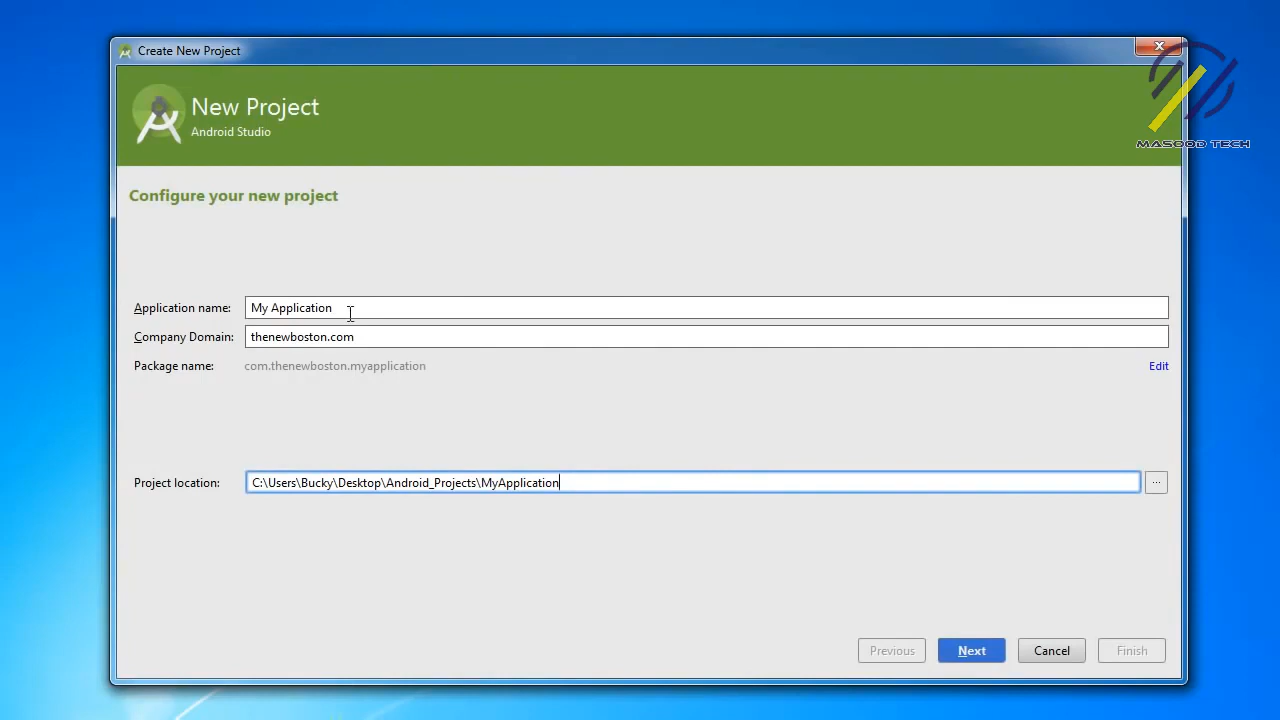 Create New Project
New Project
Android Studio
MASOOD TECH
Configure your new project
Application name: My Application
Company Domain: thenewboston.com
Package name: com.thenewboston.myapplication Edit
Project location: C:\Users\Bucky\Desktop\Android_Projects\MyApplication ...
Previous Next Cancel Finish